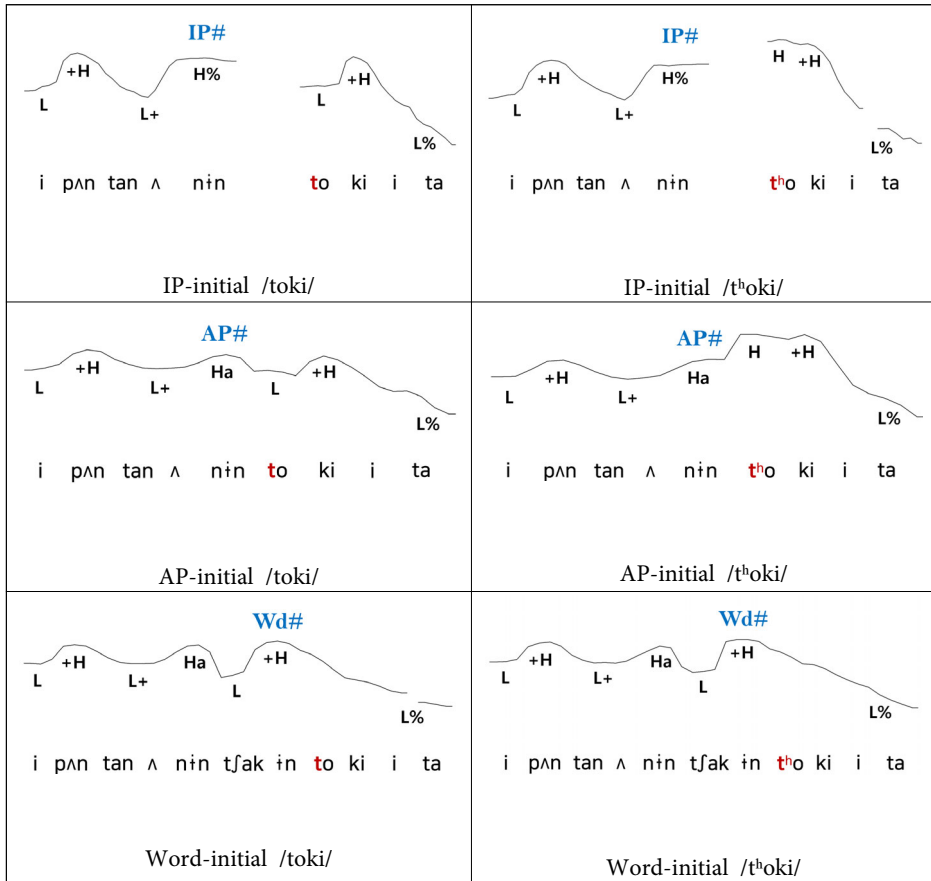 IP#
+H
H%
+H
L
L+
L
L%
i pʌn tan ʌ nɨn to ki i ta
IP-initial /toki/
IP#
+H
H%
H
+H
L
L+
L%
i pʌn tan ʌ nɨn tʰo ki i ta
IP-initial /tʰoki/
AP#
+H
Ha
+H
L
L+
L
L%
i pʌn tan ʌ nɨn to ki i ta
AP-initial /toki/
AP#
H
+H
+H
Ha
L
L+
L%
i pʌn tan ʌ nɨn tʰo ki i ta
AP-initial /tʰoki/
Wd#
+H
Ha
+H
L
L+
L
L%
i pʌn tan ʌ nɨn tʃak ɨn to ki i ta
Word-initial /toki/
Wd#
+H
Ha
+H
L
L+
L
L%
i pʌn tan ʌ nɨn tʃak ɨn tʰo ki i ta
Word-initial /tʰoki/